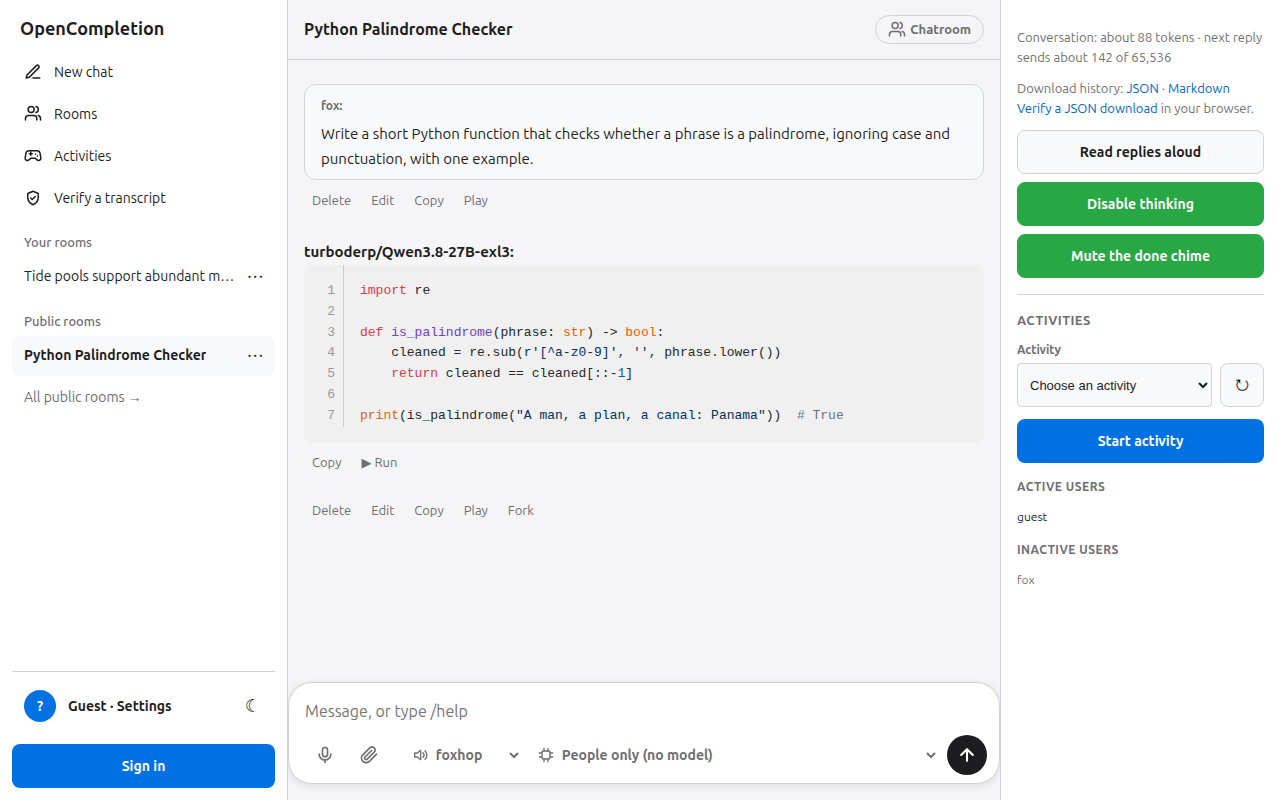 OpenCompletion
New chat
Rooms
Activities
Verify a transcript
Your rooms
Tide pools support abundant m…
Public rooms
Python Palindrome Checker
All public rooms →
? Guest · Settings
Sign in
Python Palindrome Checker
Chatroom
fox:
Write a short Python function that checks whether a phrase is a palindrome, ignoring case and
punctuation, with one example.
Delete Edit Copy Play
turboderp/Qwen3.8-27B-exl3:
1 import re
2
3 def is_palindrome(phrase: str) -> bool:
4     cleaned = re.sub(r'[^a-z0-9]', '', phrase.lower())
5     return cleaned == cleaned[::-1]
6
7 print(is_palindrome("A man, a plan, a canal: Panama"))  # True
Copy ▶ Run
Delete Edit Copy Play Fork
Message, or type /help
foxhop People only (no model)
Conversation: about 88 tokens · next reply
sends about 142 of 65,536
Download history: JSON · Markdown
Verify a JSON download in your browser.
Read replies aloud
Disable thinking
Mute the done chime
ACTIVITIES
Activity
Choose an activity
Start activity
ACTIVE USERS
guest
INACTIVE USERS
fox